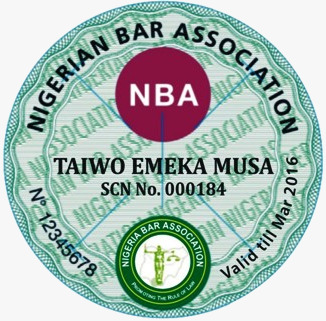 NIGERIAN BAR ASSOCIATION
NBA
TAIWO EMEKA MUSA
SCN No. 000184
Nº 12345678
Valid till Mar 2016
NIGERIA BAR ASSOCIATION
PROMOTING THE RULE OF LAW